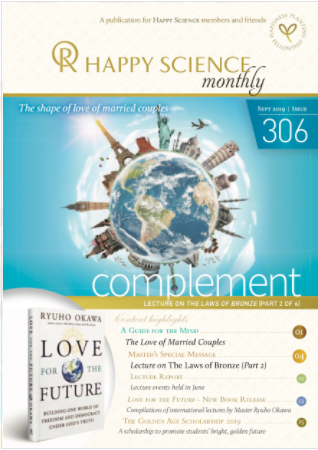 A publication for HAPPY SCIENCE members and friends
HAPPINESS PLANTING
FELLOWSHIP
R HAPPY SCIENCE
monthly
The shape of love of married couples
SEPT 2019 | ISSUE
306
complement
LECTURE ON THE LAWS OF BRONZE (PART 2 OF 6)
RYUHO OKAWA
LOVE
FOR THE
FUTURE
BUILDING ONE WORLD OF
FREEDOM AND DEMOCRACY
UNDER GOD'S TRUTH
Content highlights
A GUIDE FOR THE MIND
01
The Love of Married Couples
MASTER'S SPECIAL MESSAGE
04
Lecture on The Laws of Bronze (Part 2)
LECTURE REPORT
Lecture events held in June
LOVE FOR THE FUTURE - NEW BOOK RELEASE
12
Compilations of international lectures by Master Ryuho Okawa
THE GOLDEN AGE SCHOLARSHIP 2019
15
A scholarship to promote students' bright, golden future